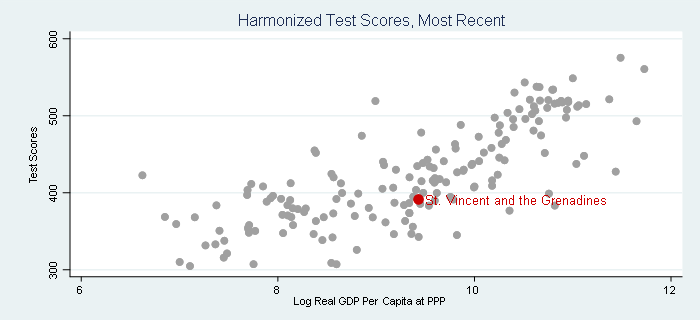 Harmonized Test Scores, Most Recent
Test Scores
600
500
400
300
St. Vincent and the Grenadines
6
8
10
12
Log Real GDP Per Capita at PPP